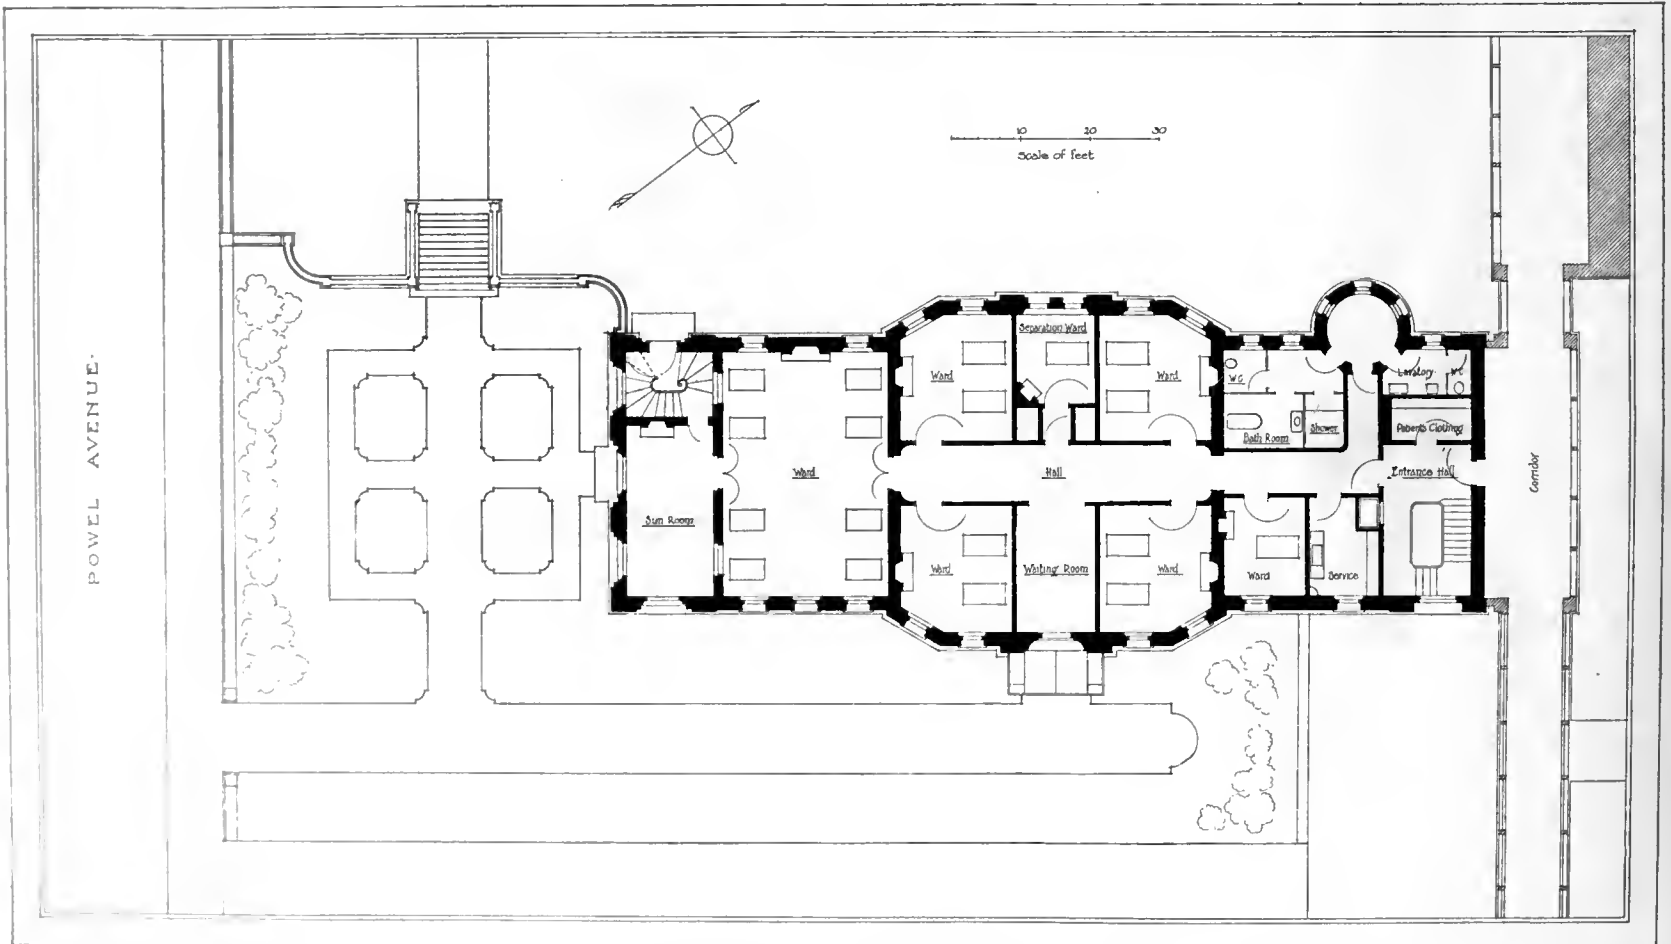 10 20 30
Scale of feet
POWEL AVENUE.
Separation Ward
Ward
Ward
WC
Lavatory
WC
Bath Room
Shower
Patients Clothing
Ward
Hall
Entrance Hall
Corridor
Sun Room
Ward
Waiting Room
Ward
Ward
Service